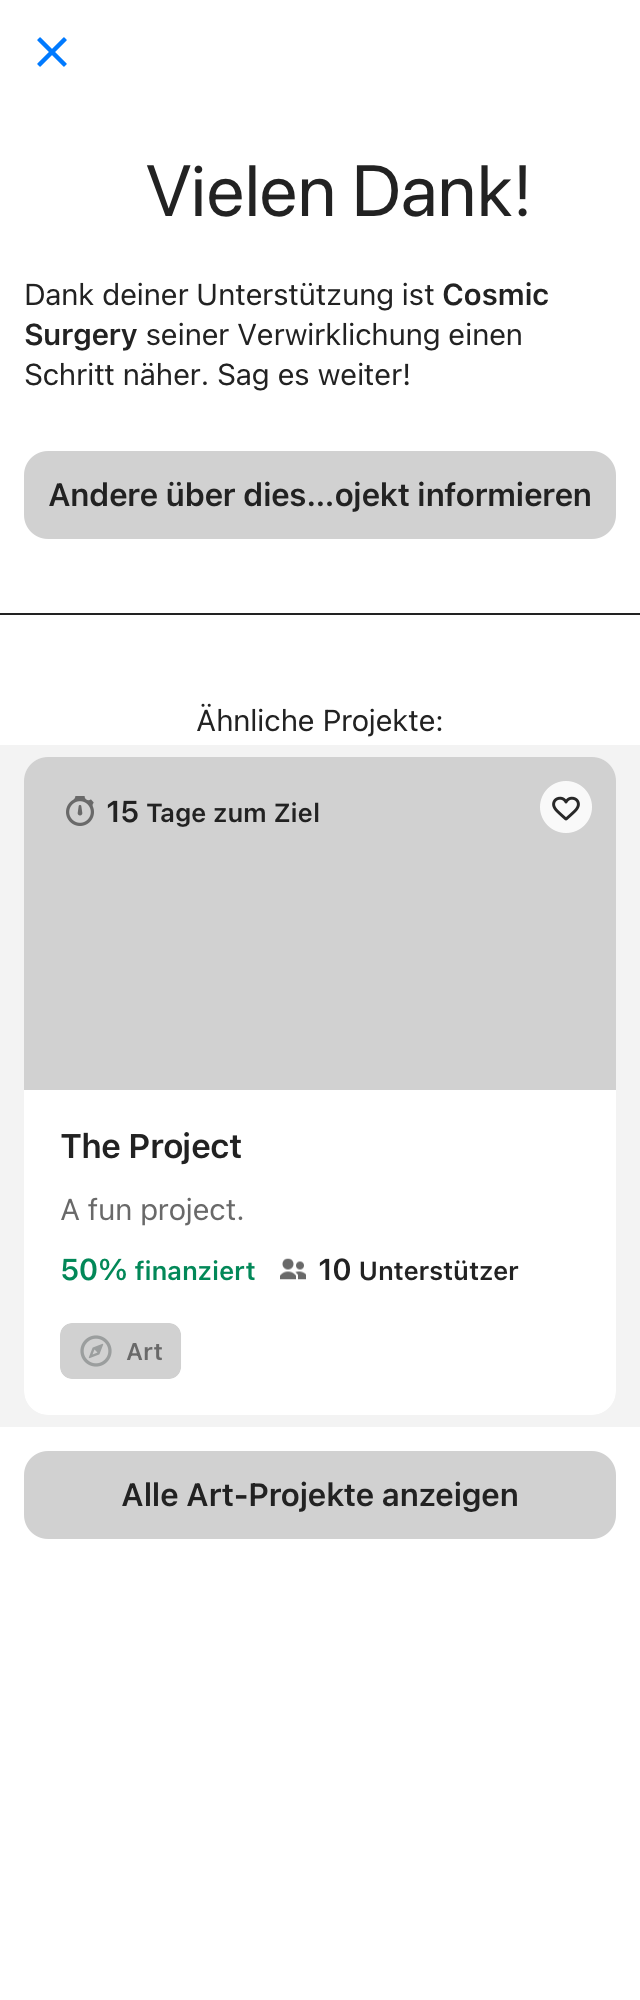 Vielen Dank!
Dank deiner Unterstützung ist Cosmic
Surgery seiner Verwirklichung einen
Schritt näher. Sag es weiter!
Andere über dies...ojekt informieren
Ähnliche Projekte:
15 Tage zum Ziel
The Project
A fun project.
50% finanziert 10 Unterstützer
Art
Alle Art-Projekte anzeigen